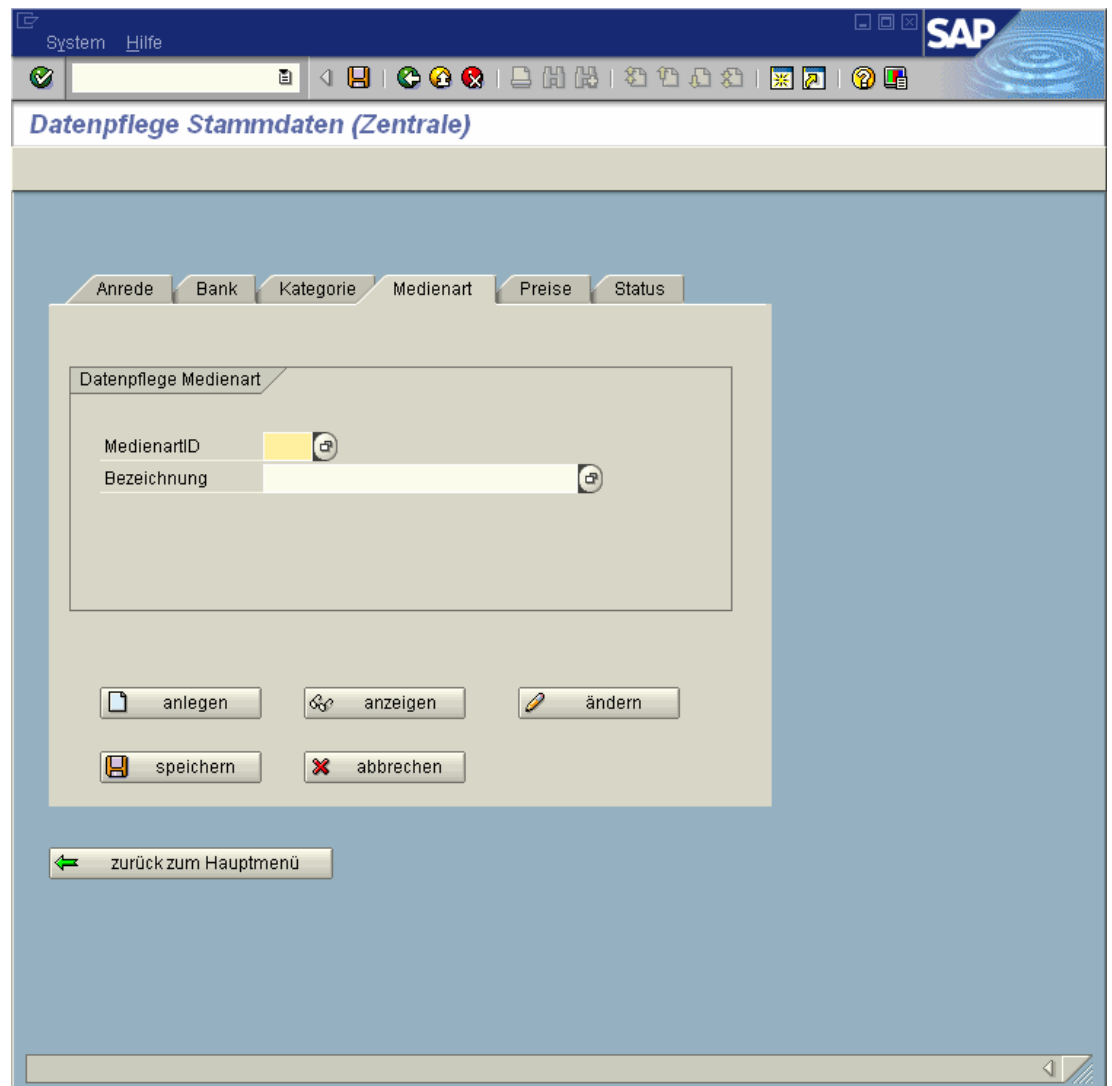 System Hilfe
SAP
Datenpflege Stammdaten (Zentrale)
Anrede Bank Kategorie Medienart Preise Status
Datenpflege Medienart
MedienartID
Bezeichnung
anlegen anzeigen ändern
speichern abbrechen
zurück zum Hauptmenü